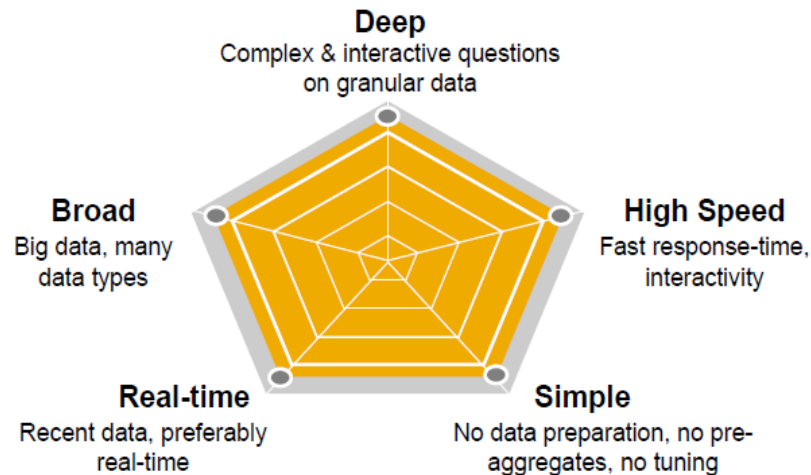 Deep
Complex & interactive questions
on granular data
Broad
Big data, many
data types
High Speed
Fast response-time,
interactivity
Real-time
Recent data, preferably
real-time
Simple
No data preparation, no pre-
aggregates, no tuning